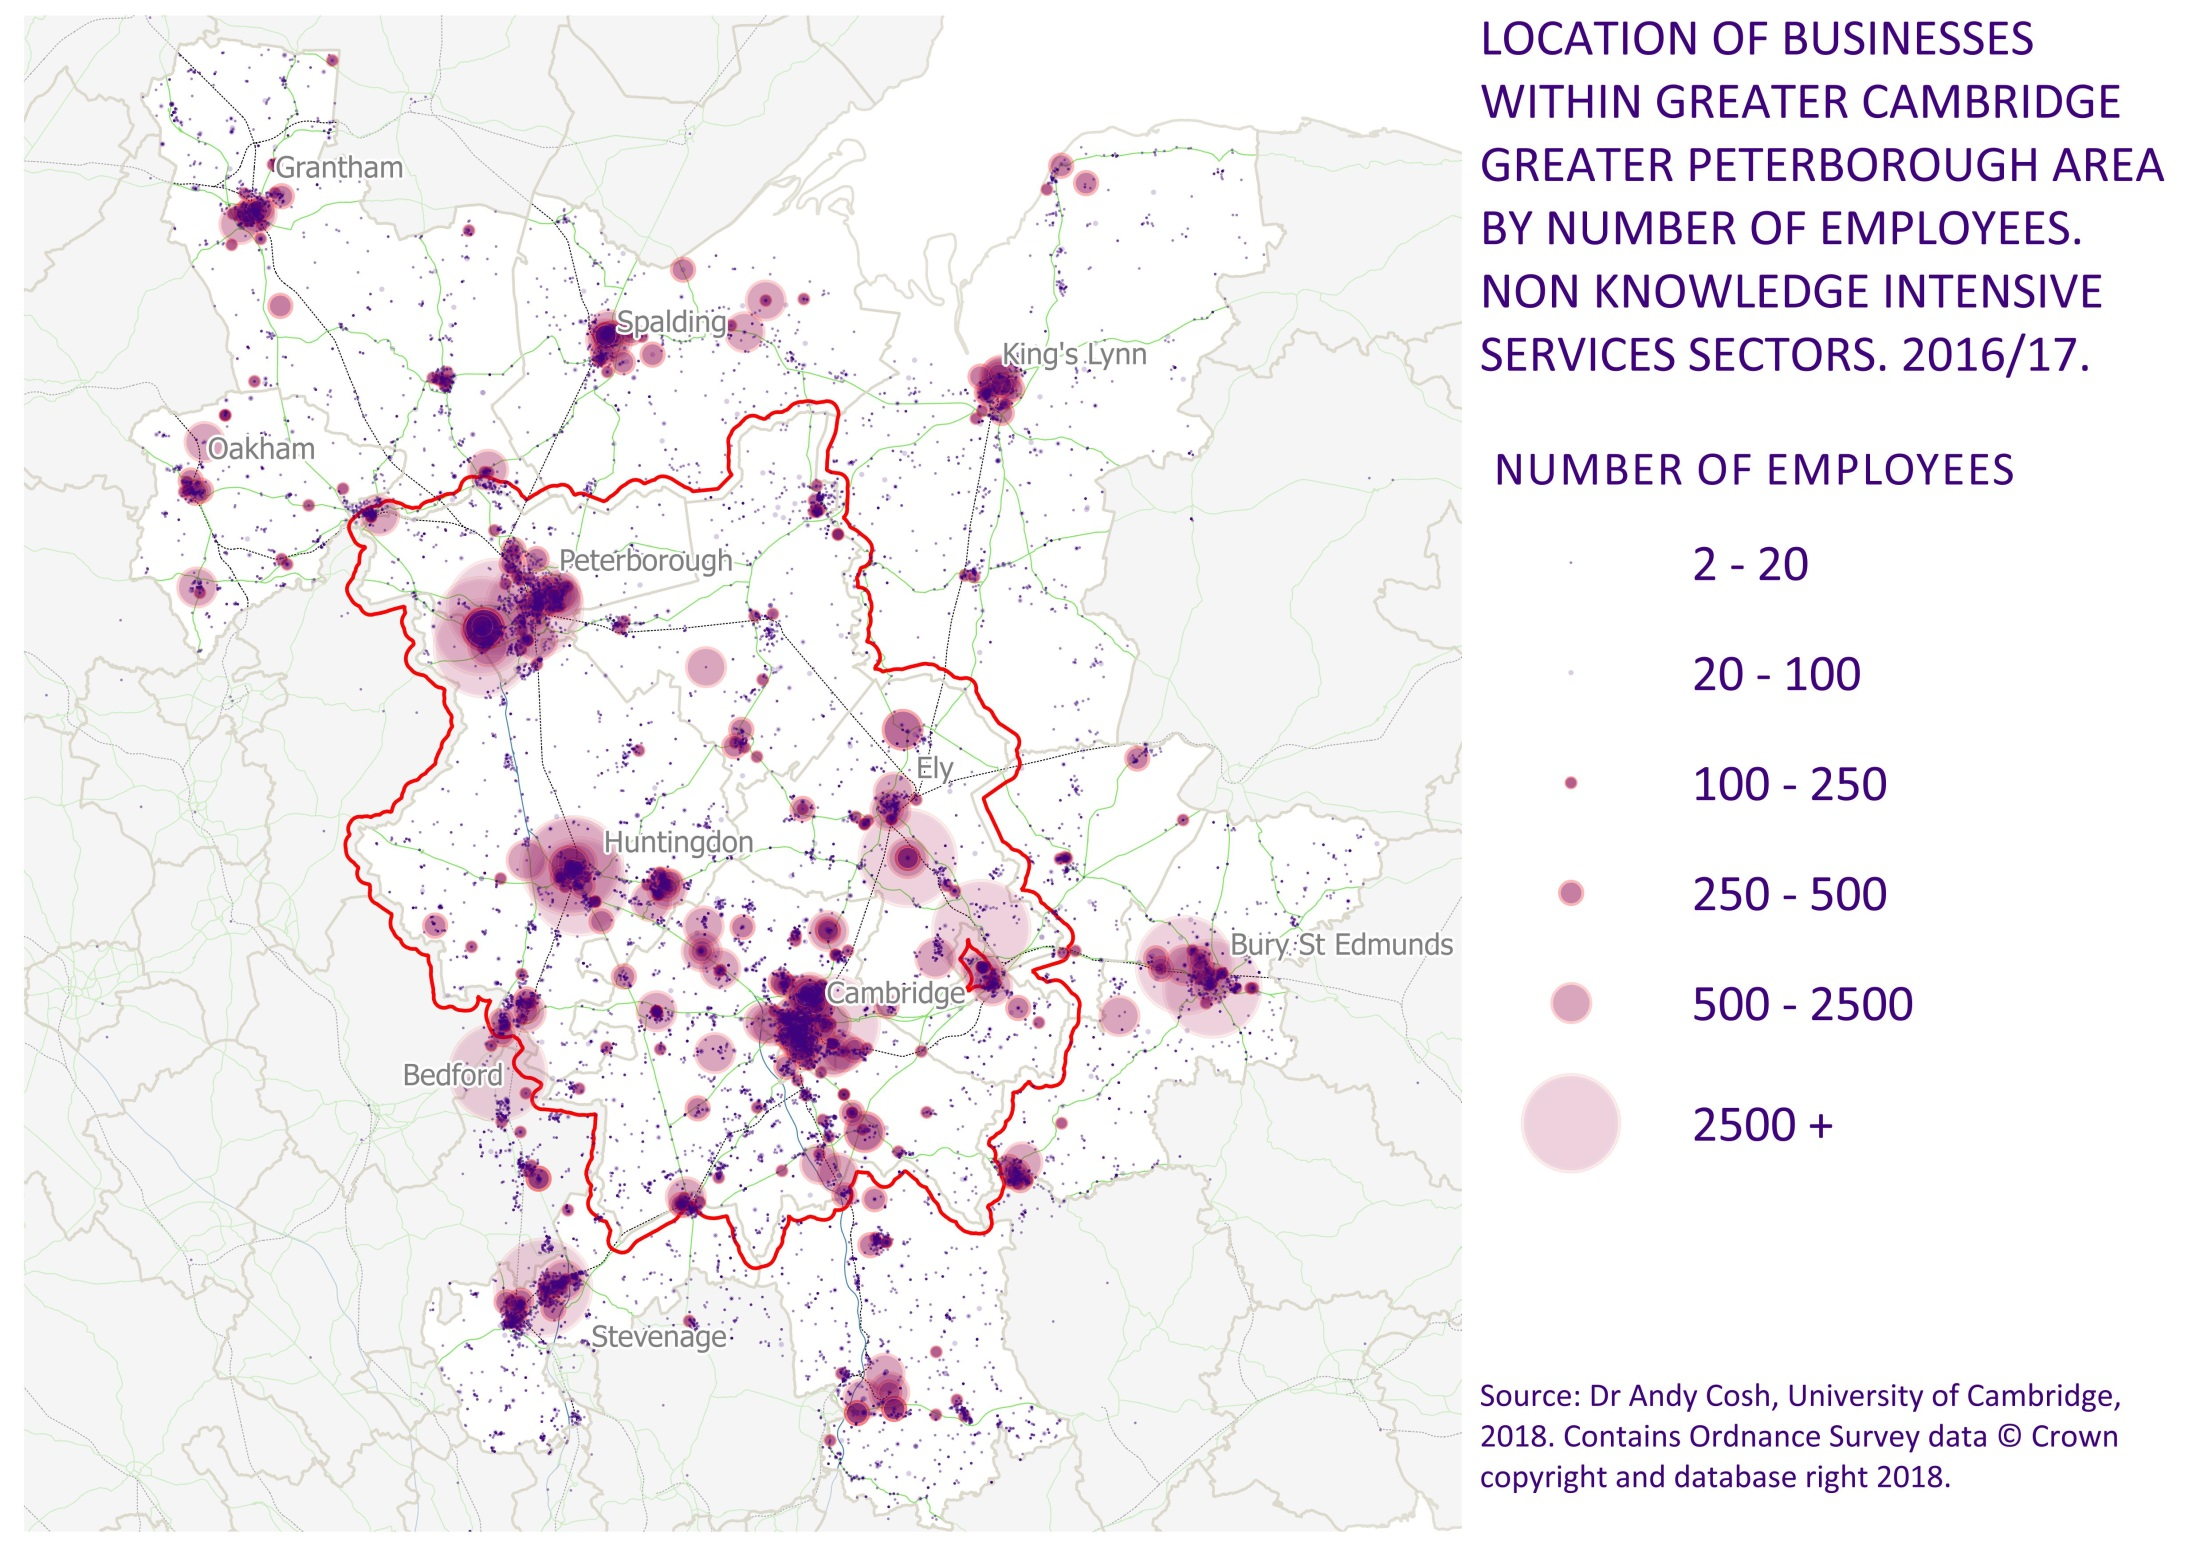 LOCATION OF BUSINESSES
WITHIN GREATER CAMBRIDGE
GREATER PETERBOROUGH AREA
BY NUMBER OF EMPLOYEES.
NON KNOWLEDGE INTENSIVE
SERVICES SECTORS. 2016/17.
NUMBER OF EMPLOYEES
2 - 20
20 - 100
100 - 250
250 - 500
500 - 2500
2500 +
Source: Dr Andy Cosh, University of Cambridge,
2018. Contains Ordnance Survey data © Crown
copyright and database right 2018.
Grantham
Spalding
King's Lynn
Oakham
Peterborough
Ely
Huntingdon
Bury St Edmunds
Cambridge
Bedford
Stevenage